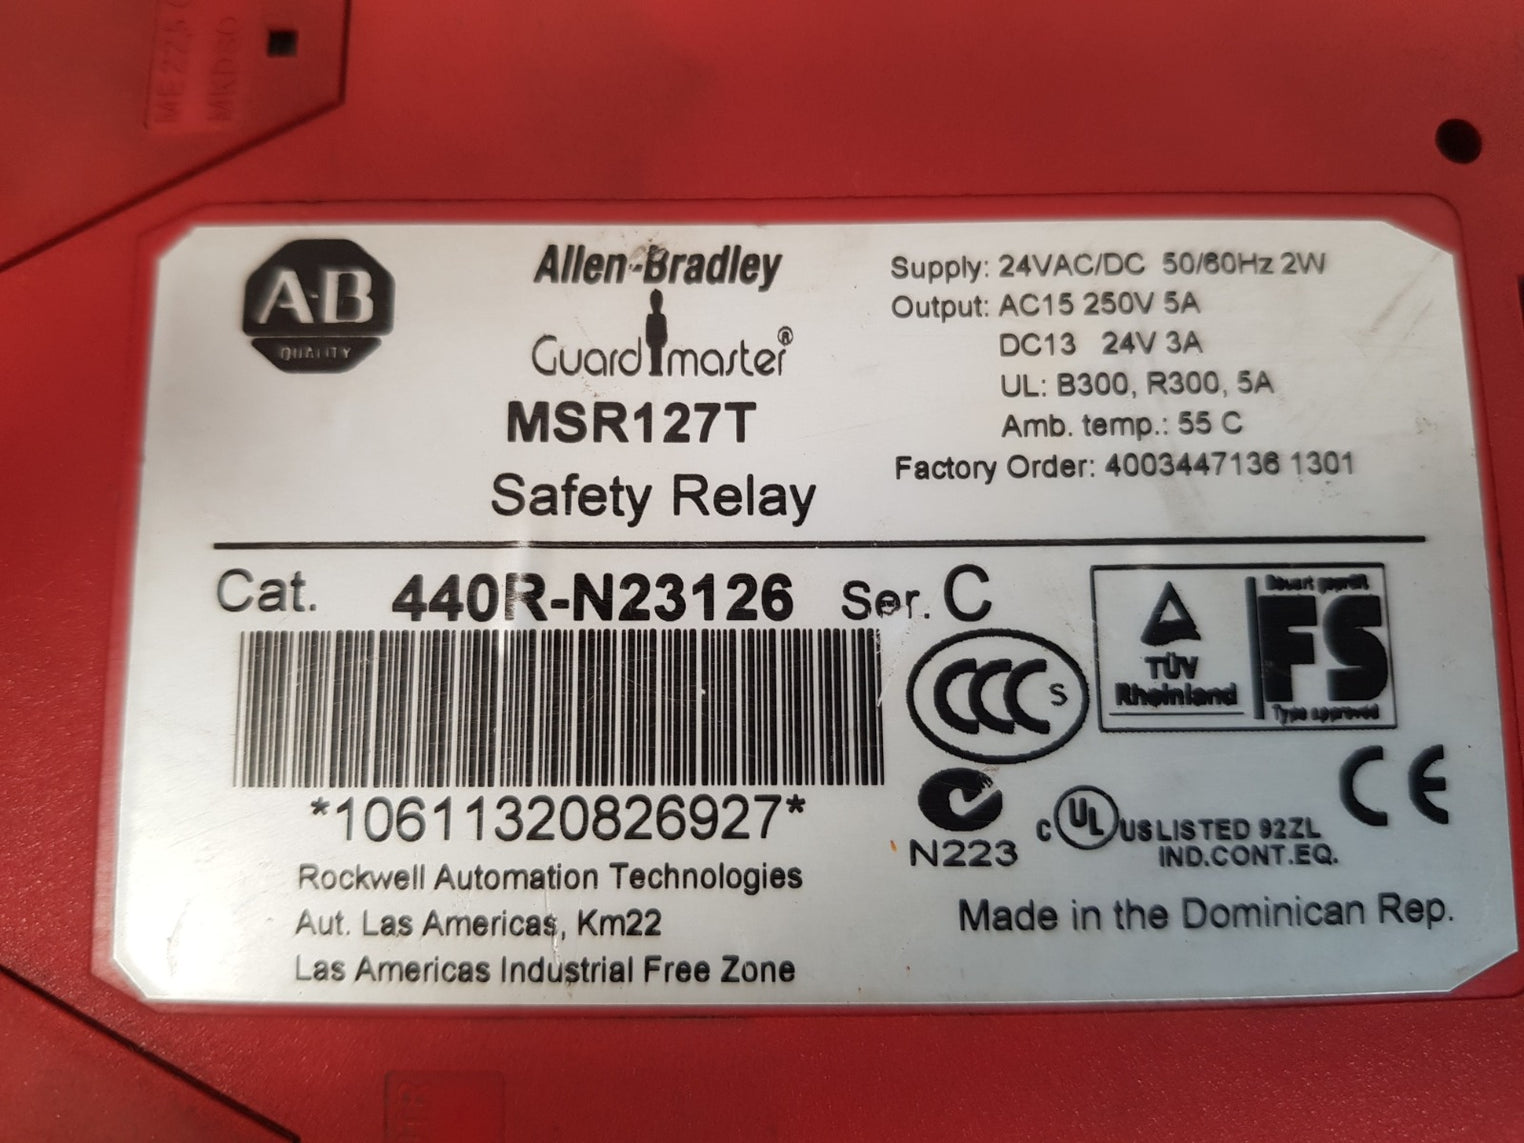 A-B
QUALITY
Allen-Bradley
Guardmaster®
MSR127T
Safety Relay
Supply: 24VAC/DC 50/60Hz 2W
Output: AC15 250V 5A
DC13 24V 3A
UL: B300, R300, 5A
Amb. temp.: 55 C
Factory Order: 4003447136 1301
Cat. 440R-N23126 Ser. C
*10611320826927*
Rockwell Automation Technologies
Aut. Las Americas, Km22
Las Americas Industrial Free Zone
CCC S
TÜV
Rheinland
Bauart geprüft
FS
Type approved
N223
C UL US LISTED 92ZL
IND.CONT.EQ.
CE
Made in the Dominican Rep.